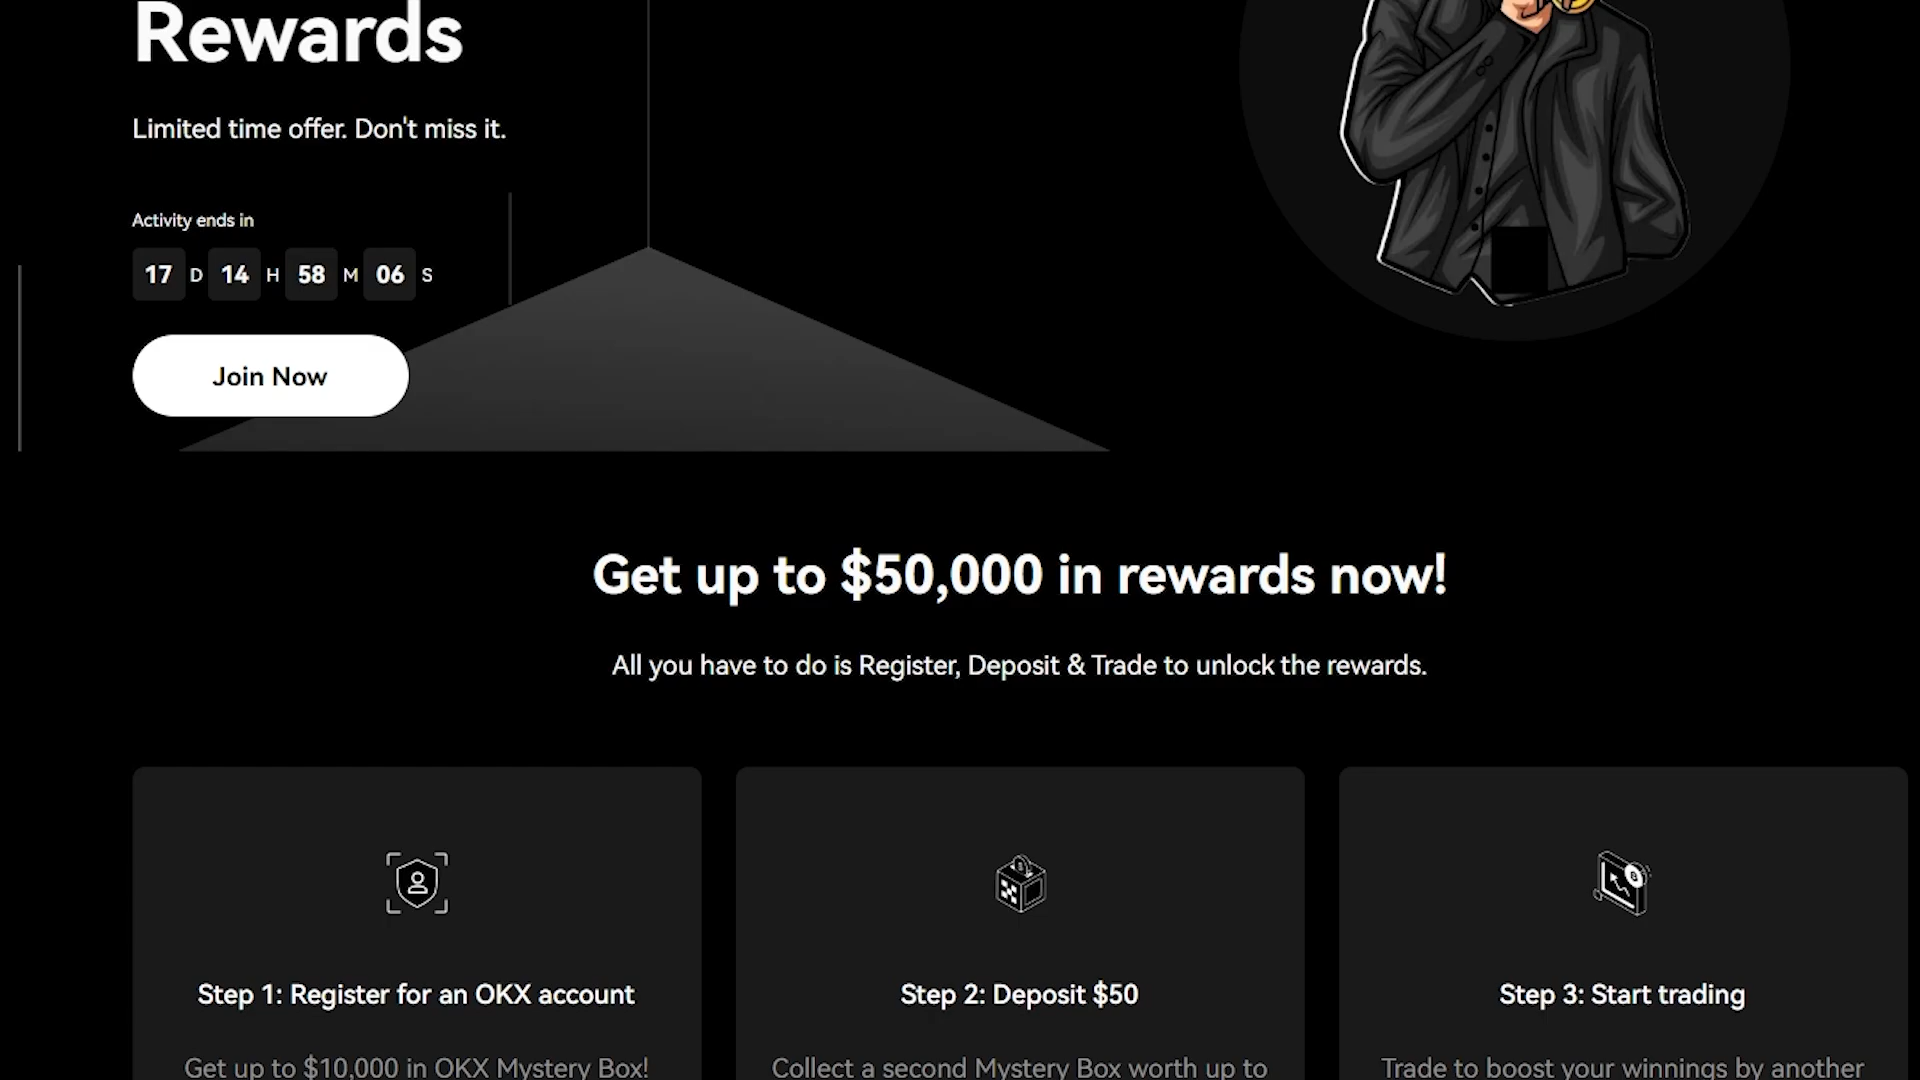 Rewards
Limited time offer. Don't miss it.
Activity ends in
17 D 14 H 58 M 06 S
Join Now
Get up to $50,000 in rewards now!
All you have to do is Register, Deposit & Trade to unlock the rewards.
Step 1: Register for an OKX account
Get up to $10,000 in OKX Mystery Box!
Step 2: Deposit $50
Collect a second Mystery Box worth up to
Step 3: Start trading
Trade to boost your winnings by another